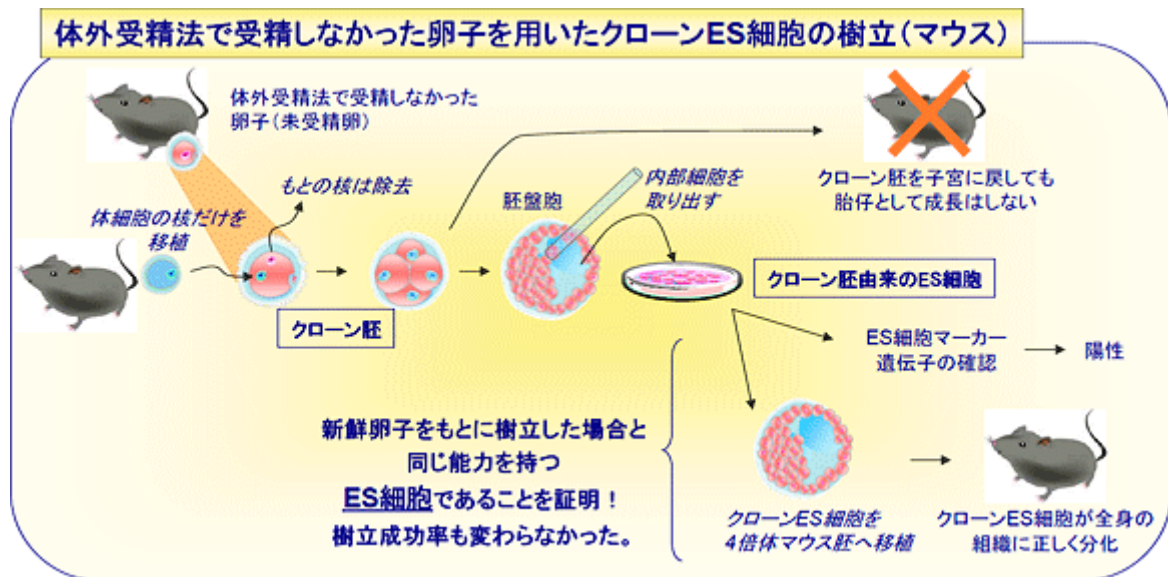 体外受精法で受精しなかった卵子を用いたクローンES細胞の樹立(マウス)
体外受精法で受精しなかった
卵子(未受精卵)
もとの核は除去
体細胞の核だけを
移植
クローン胚
胚盤胞
内部細胞を
取り出す
クローン胚を子宮に戻しても
胎仔として成長はしない
クローン胚由来のES細胞
ES細胞マーカー
遺伝子の確認
陽性
新鮮卵子をもとに樹立した場合と
同じ能力を持つ
ES細胞であることを証明!
樹立成功率も変わらなかった。
クローンES細胞を
4倍体マウス胚へ移植
クローンES細胞が全身の
組織に正しく分化